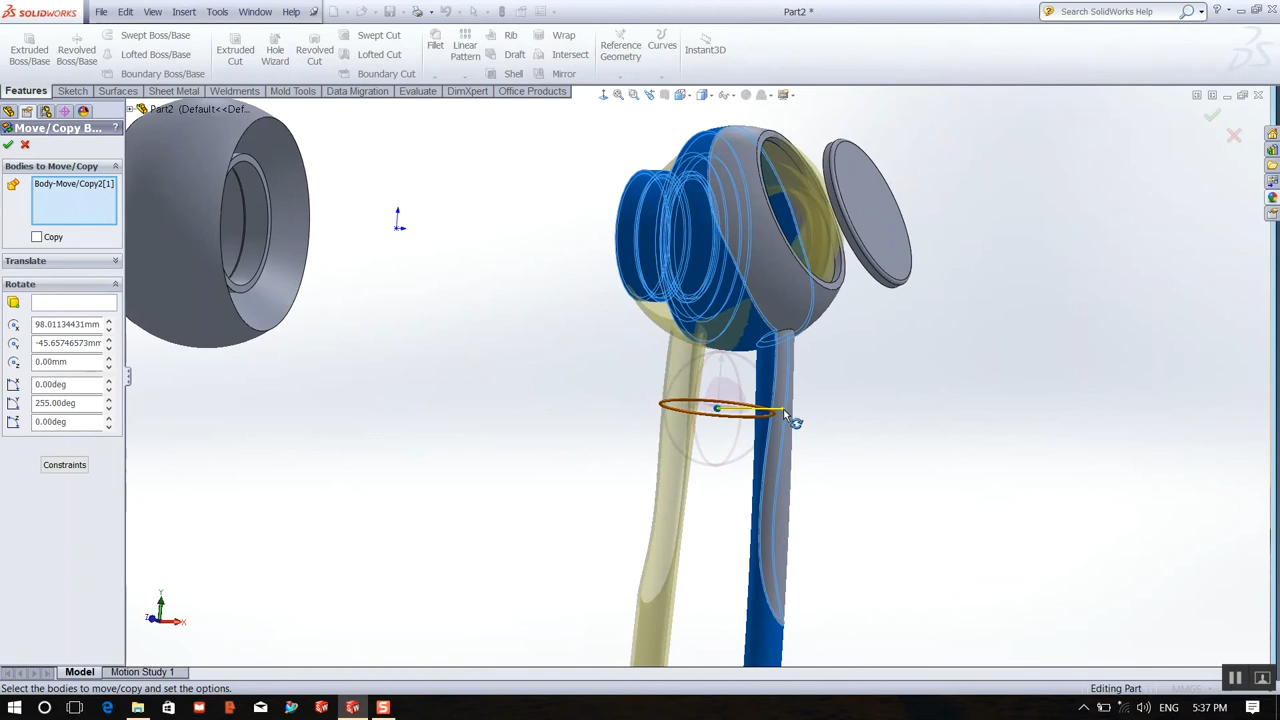 SOLIDWORKS File Edit View Insert Tools Window Help Part2 * Search SolidWorks Help ?
Extruded Boss/Base
Revolved Boss/Base
Swept Boss/Base
Lofted Boss/Base
Boundary Boss/Base
Extruded Cut
Hole Wizard
Revolved Cut
Swept Cut
Lofted Cut
Boundary Cut
Fillet
Linear Pattern
Rib
Draft
Shell
Wrap
Intersect
Mirror
Reference Geometry
Curves
Instant3D
Features Sketch Surfaces Sheet Metal Weldments Mold Tools Data Migration Evaluate DimXpert Office Products
Part2 (Default<<Def...
Move/Copy B... ?
Bodies to Move/Copy
Body-Move/Copy2[1]
Copy
Translate
Rotate
98.01134431mm
-45.65746573mm
0.00mm
0.00deg
255.00deg
0.00deg
Constraints
Y
Z X
Model Motion Study 1
Select the bodies to move/copy and set the options. Editing Part MMGS
ENG 5:37 PM